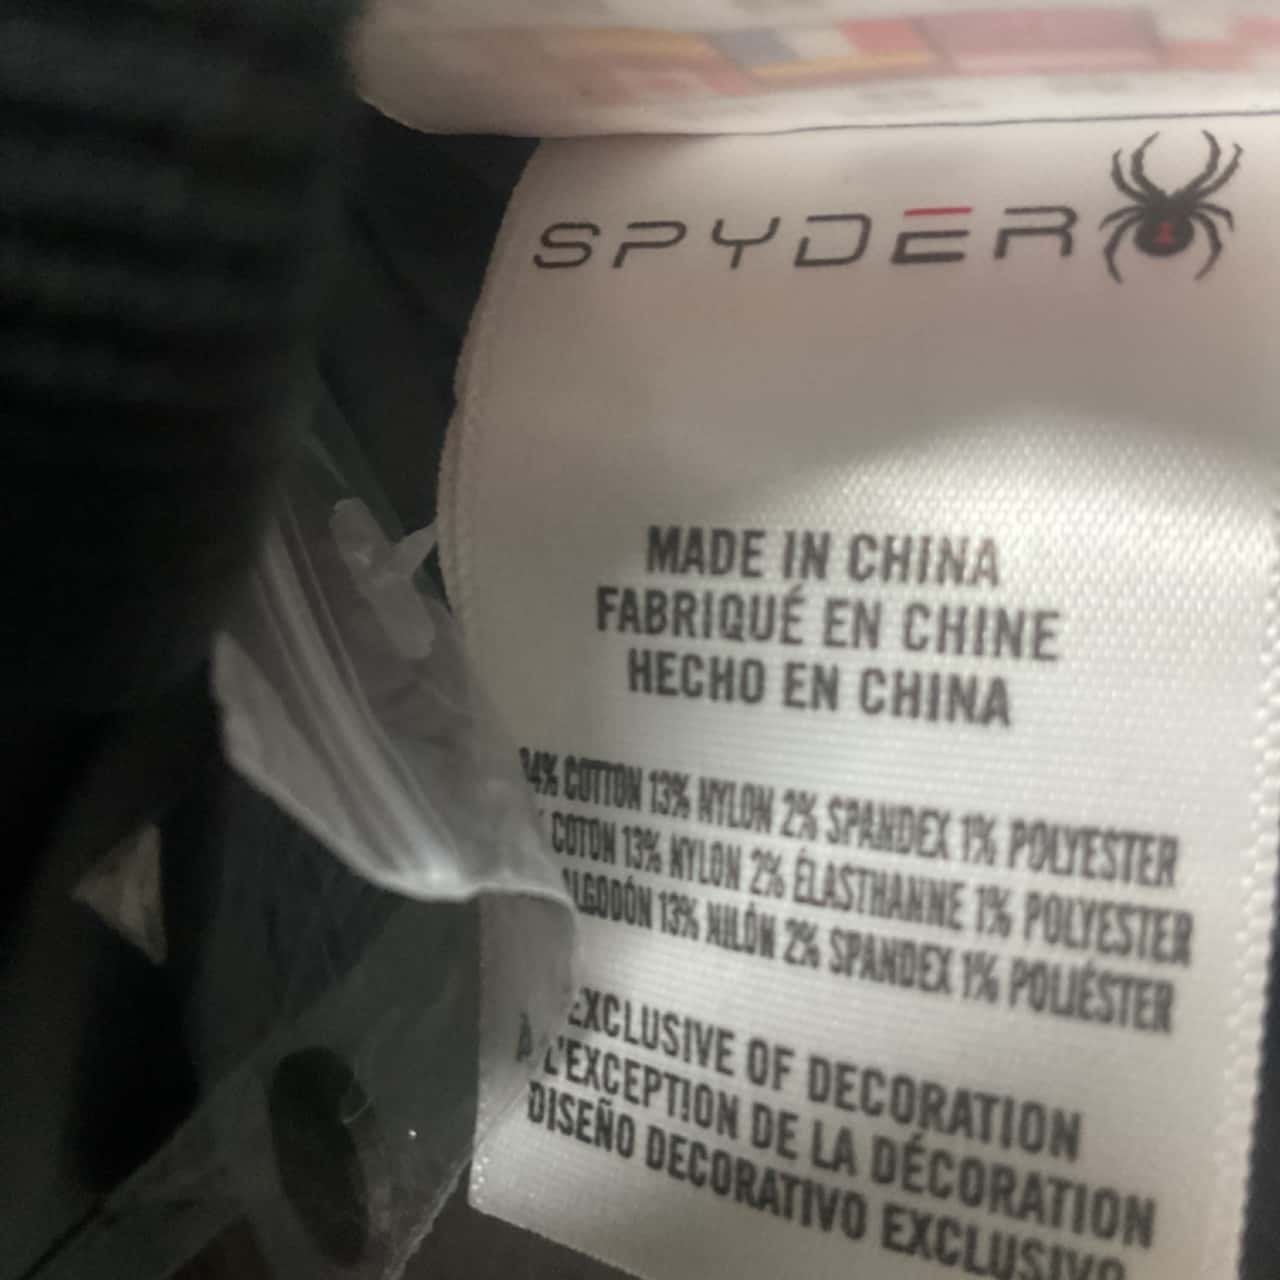 SPYDER
MADE IN CHINA
FABRIQUÉ EN CHINE
HECHO EN CHINA
84% COTTON 13% NYLON 2% SPANDEX 1% POLYESTER
COTON 13% NYLON 2% ÉLASTHANNE 1% POLYESTER
ALGODÓN 13% NILÓN 2% SPANDEX 1% POLIÉSTER
EXCLUSIVE OF DECORATION
À L'EXCEPTION DE LA DÉCORATION
DISEÑO DECORATIVO EXCLUSIVO